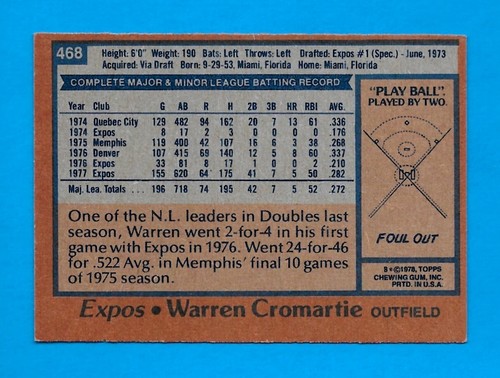 468
Height: 6'0" Weight: 190 Bats: Left Throws: Left Drafted: Expos #1 (Spec.) - June, 1973
Acquired: Via Draft Born: 9-29-53, Miami, Florida Home: Miami, Florida
COMPLETE MAJOR & MINOR LEAGUE BATTING RECORD
Year Club G AB R H 2B 3B HR RBI AVG.
1974 Quebec City 129 482 94 162 20 7 13 61 .336
1974 Expos 8 17 2 3 0 0 0 0 .176
1975 Memphis 119 400 42 107 16 6 3 38 .268
1976 Denver 107 415 69 140 12 5 8 60 .337
1976 Expos 33 81 8 17 1 0 0 2 .210
1977 Expos 155 620 64 175 41 7 5 50 .282
Maj. Lea. Totals ... 196 718 74 195 42 7 5 52 .272
One of the N.L. leaders in Doubles last
season, Warren went 2-for-4 in his first
game with Expos in 1976. Went 24-for-46
for .522 Avg. in Memphis' final 10 games
of 1975 season.
"PLAY BALL"
PLAYED BY TWO
FOUL OUT
B * © 1978, TOPPS
CHEWING GUM, INC.
PRTD. IN U.S.A.
Expos • Warren Cromartie OUTFIELD